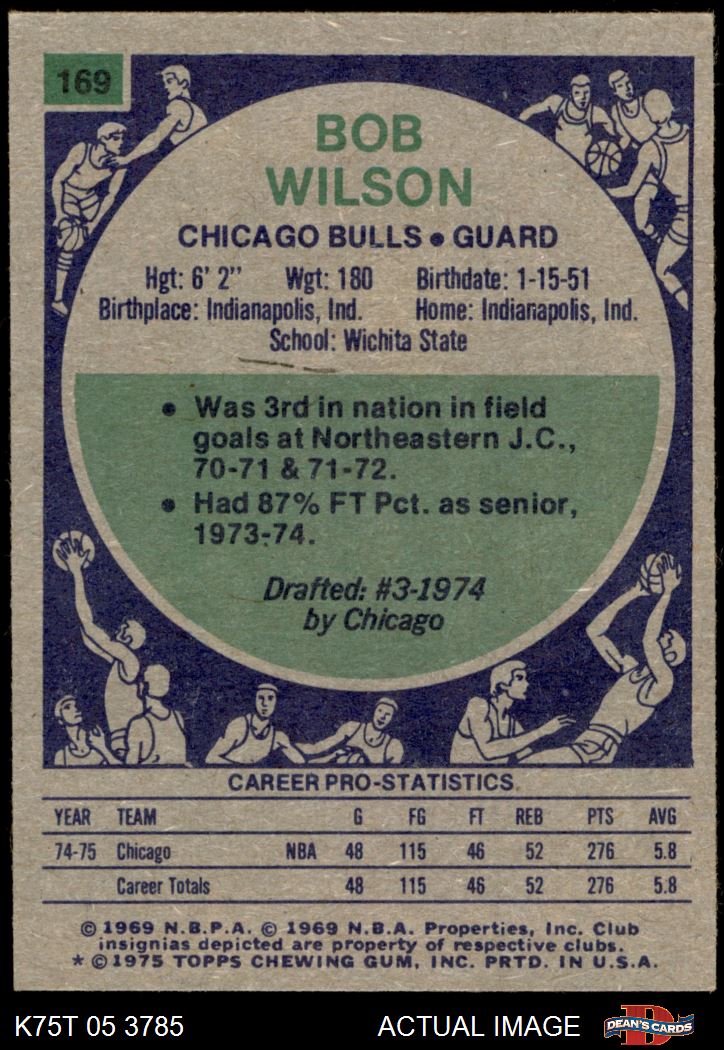 169
BOB
WILSON
CHICAGO BULLS • GUARD
Hgt: 6' 2" Wgt: 180 Birthdate: 1-15-51
Birthplace: Indianapolis, Ind. Home: Indianapolis, Ind.
School: Wichita State
• Was 3rd in nation in field
goals at Northeastern J.C.,
70-71 & 71-72.
• Had 87% FT Pct. as senior,
1973-74.
Drafted: #3-1974
by Chicago
CAREER PRO-STATISTICS
YEAR TEAM G FG FT REB PTS AVG
74-75 Chicago NBA 48 115 46 52 276 5.8
Career Totals 48 115 46 52 276 5.8
© 1969 N.B.P.A. © 1969 N.B.A. Properties, Inc. Club
insignias depicted are property of respective clubs.
* © 1975 TOPPS CHEWING GUM, INC. PRTD. IN U.S.A.
K75T 05 3785 ACTUAL IMAGE D DEAN'S CARDS